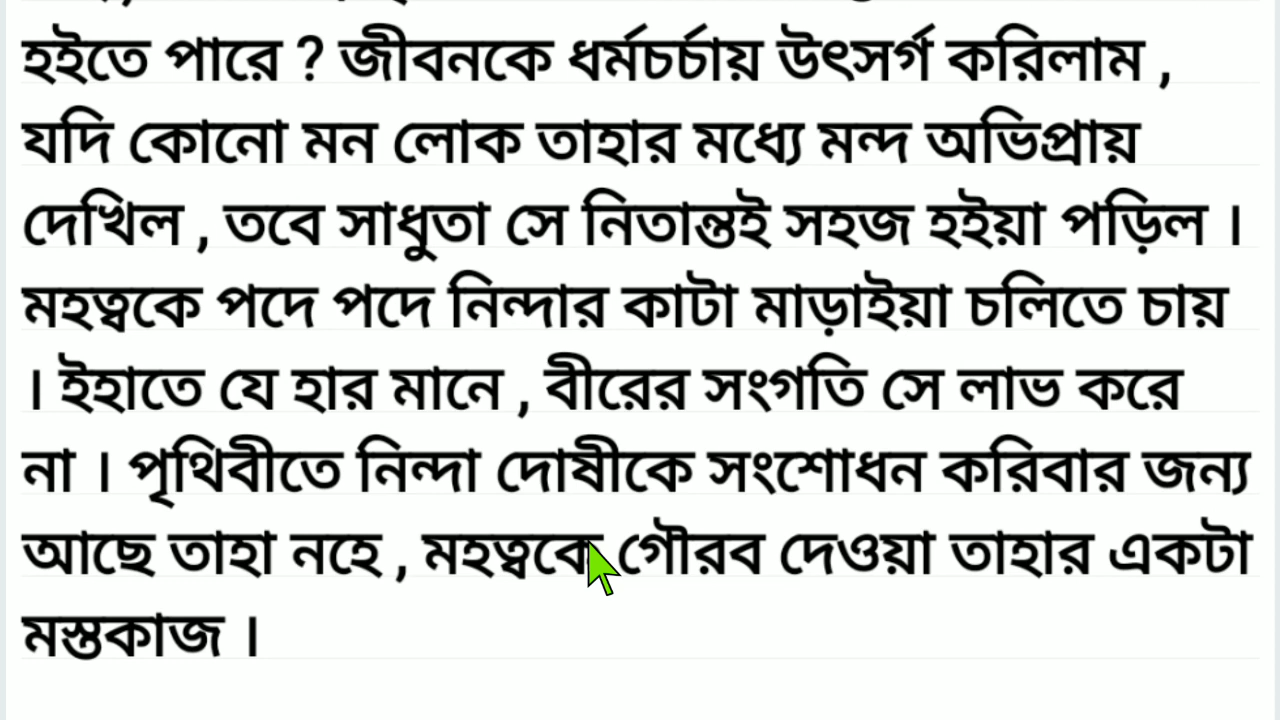 হইতে পারে ? জীবনকে ধর্মচর্চায় উৎসর্গ করিলাম ,
যদি কোনো মন লোক তাহার মধ্যে মন্দ অভিপ্রায়
দেখিল , তবে সাধুতা সে নিতান্তই সহজ হইয়া পড়িল ।
মহত্বকে পদে পদে নিন্দার কাটা মাড়াইয়া চলিতে চায়
। ইহাতে যে হার মানে , বীরের সংগতি সে লাভ করে
না । পৃথিবীতে নিন্দা দোষীকে সংশোধন করিবার জন্য
আছে তাহা নহে , মহত্বকে গৌরব দেওয়া তাহার একটা
মস্তকাজ ।